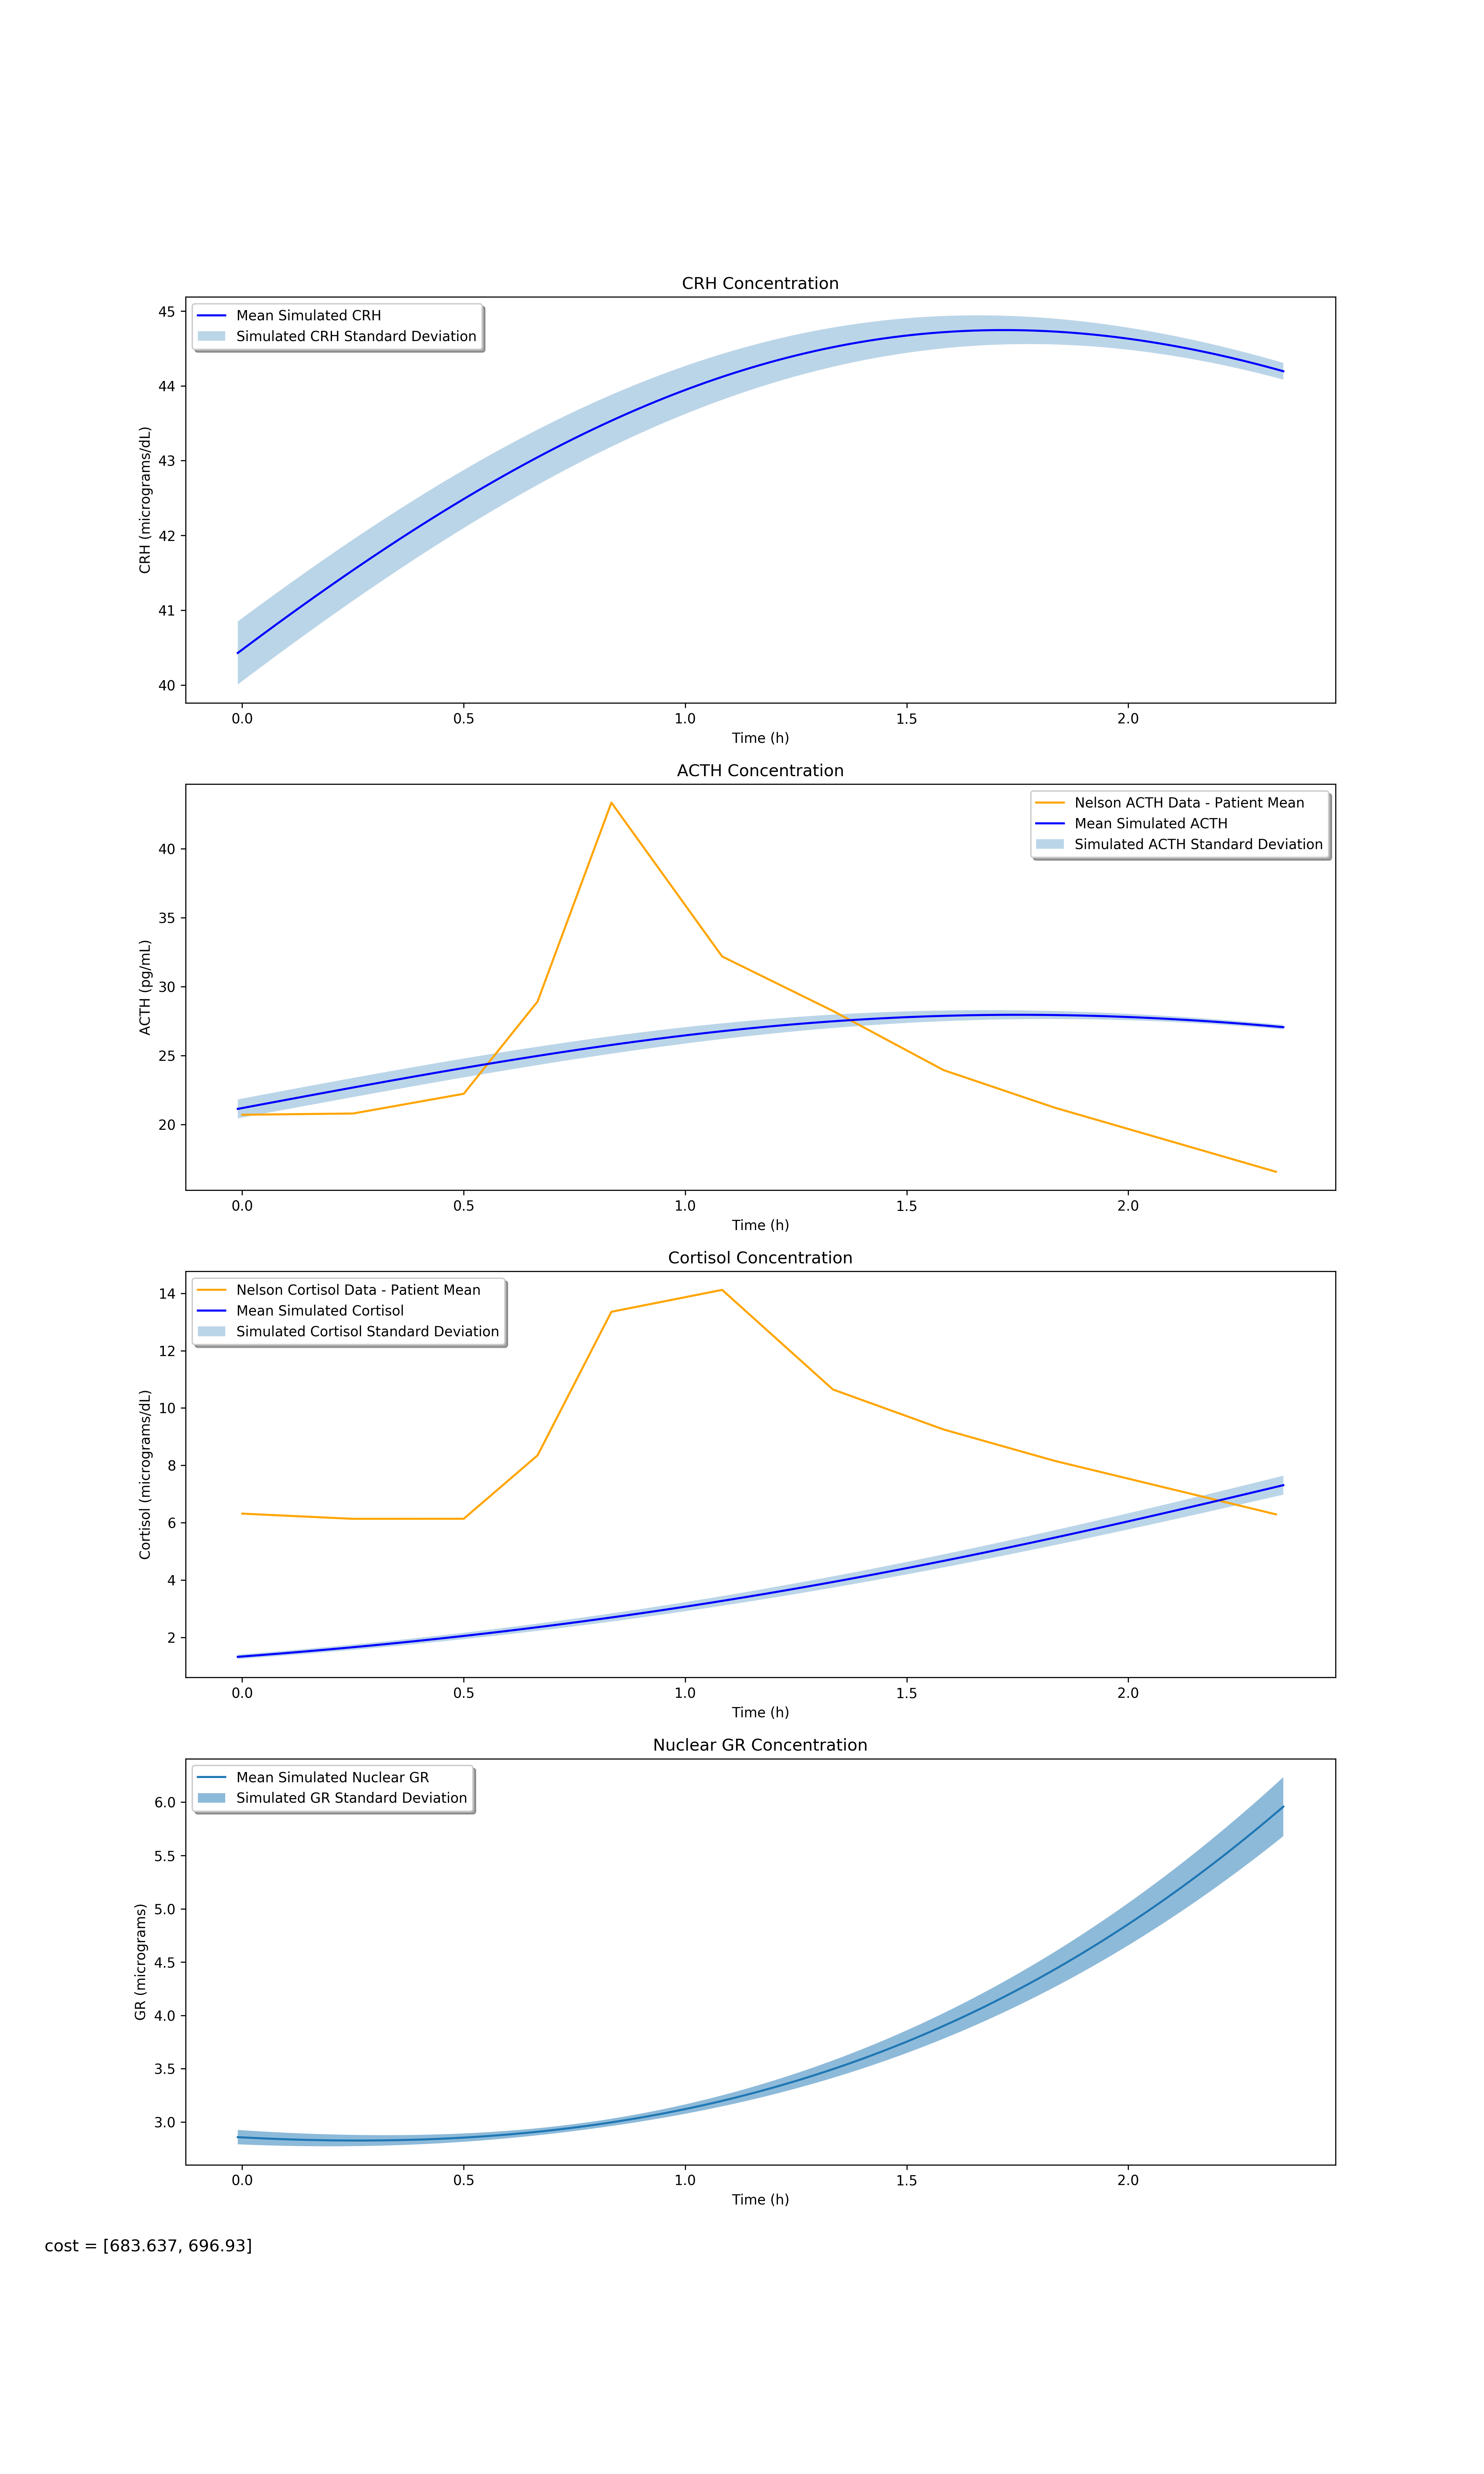 CRH Concentration
Mean Simulated CRH
Simulated CRH Standard Deviation
45
44
43
42
41
40
CRH (micrograms/dL)
0.0 0.5 1.0 1.5 2.0
Time (h)
ACTH Concentration
Nelson ACTH Data - Patient Mean
Mean Simulated ACTH
Simulated ACTH Standard Deviation
40
35
30
25
20
ACTH (pg/mL)
0.0 0.5 1.0 1.5 2.0
Time (h)
Cortisol Concentration
Nelson Cortisol Data - Patient Mean
Mean Simulated Cortisol
Simulated Cortisol Standard Deviation
14
12
10
8
6
4
2
Cortisol (micrograms/dL)
0.0 0.5 1.0 1.5 2.0
Time (h)
Nuclear GR Concentration
Mean Simulated Nuclear GR
Simulated GR Standard Deviation
6.0
5.5
5.0
4.5
4.0
3.5
3.0
GR (micrograms)
0.0 0.5 1.0 1.5 2.0
Time (h)
cost = [683.637, 696.93]